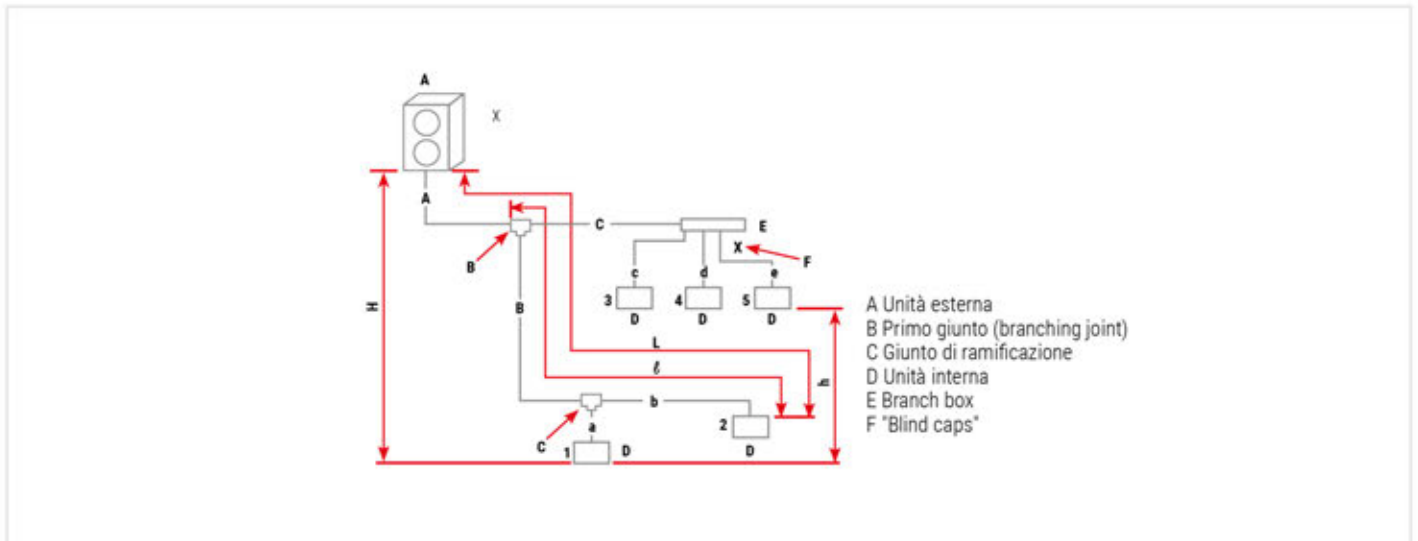 A
X
A
C
E
B
X
F
c
d
e
3
4
5
B
D
D
D
H
L
ℓ
h
b
a
2
C
1
D
D
A Unità esterna
B Primo giunto (branching joint)
C Giunto di ramificazione
D Unità interna
E Branch box
F "Blind caps"